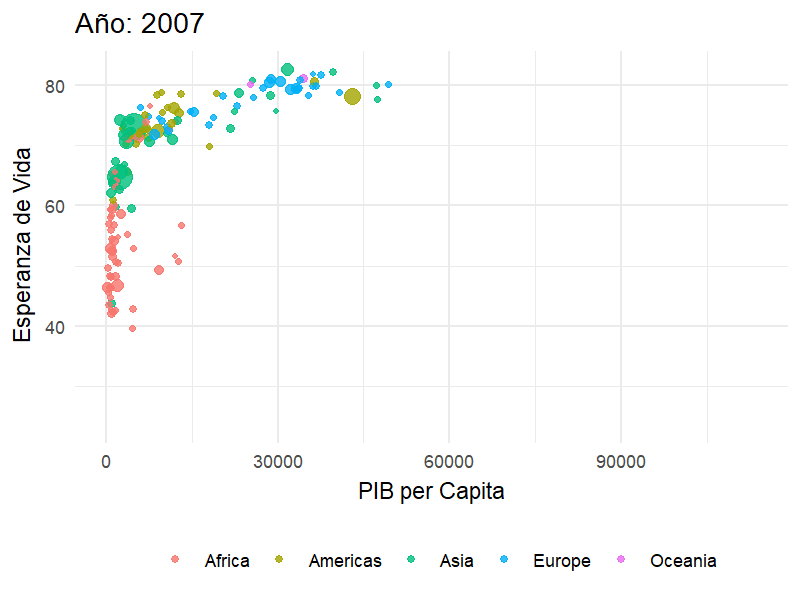 Año: 2007
Esperanza de Vida
80
60
40
0 30000 60000 90000
PIB per Capita
Africa Americas Asia Europe Oceania